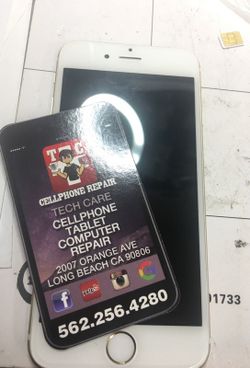 T C
CELLPHONE REPAIR
TECH CARE
CELLPHONE
TABLET
COMPUTER
REPAIR
2007 ORANGE AVE
LONG BEACH CA 90806
f
yelp
G
562.256.4280
01733